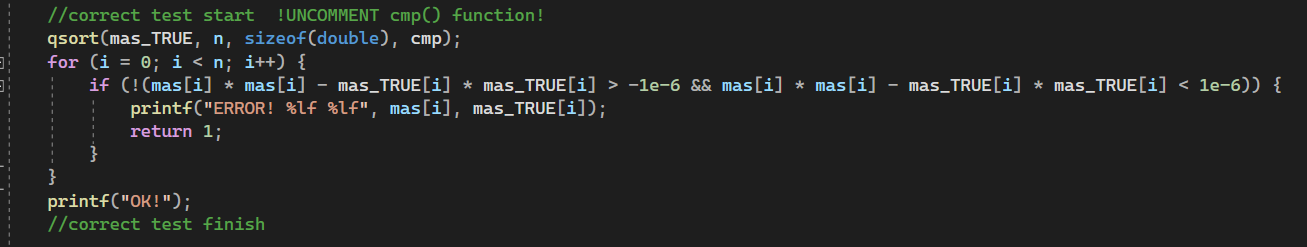 //correct test start  !UNCOMMENT cmp() function!
qsort(mas_TRUE, n, sizeof(double), cmp);
for (i = 0; i < n; i++) {
if (!(mas[i] * mas[i] - mas_TRUE[i] * mas_TRUE[i] > -1e-6 && mas[i] * mas[i] - mas_TRUE[i] * mas_TRUE[i] < 1e-6)) {
printf("ERROR! %lf %lf", mas[i], mas_TRUE[i]);
return 1;
}
}
printf("OK!");
//correct test finish